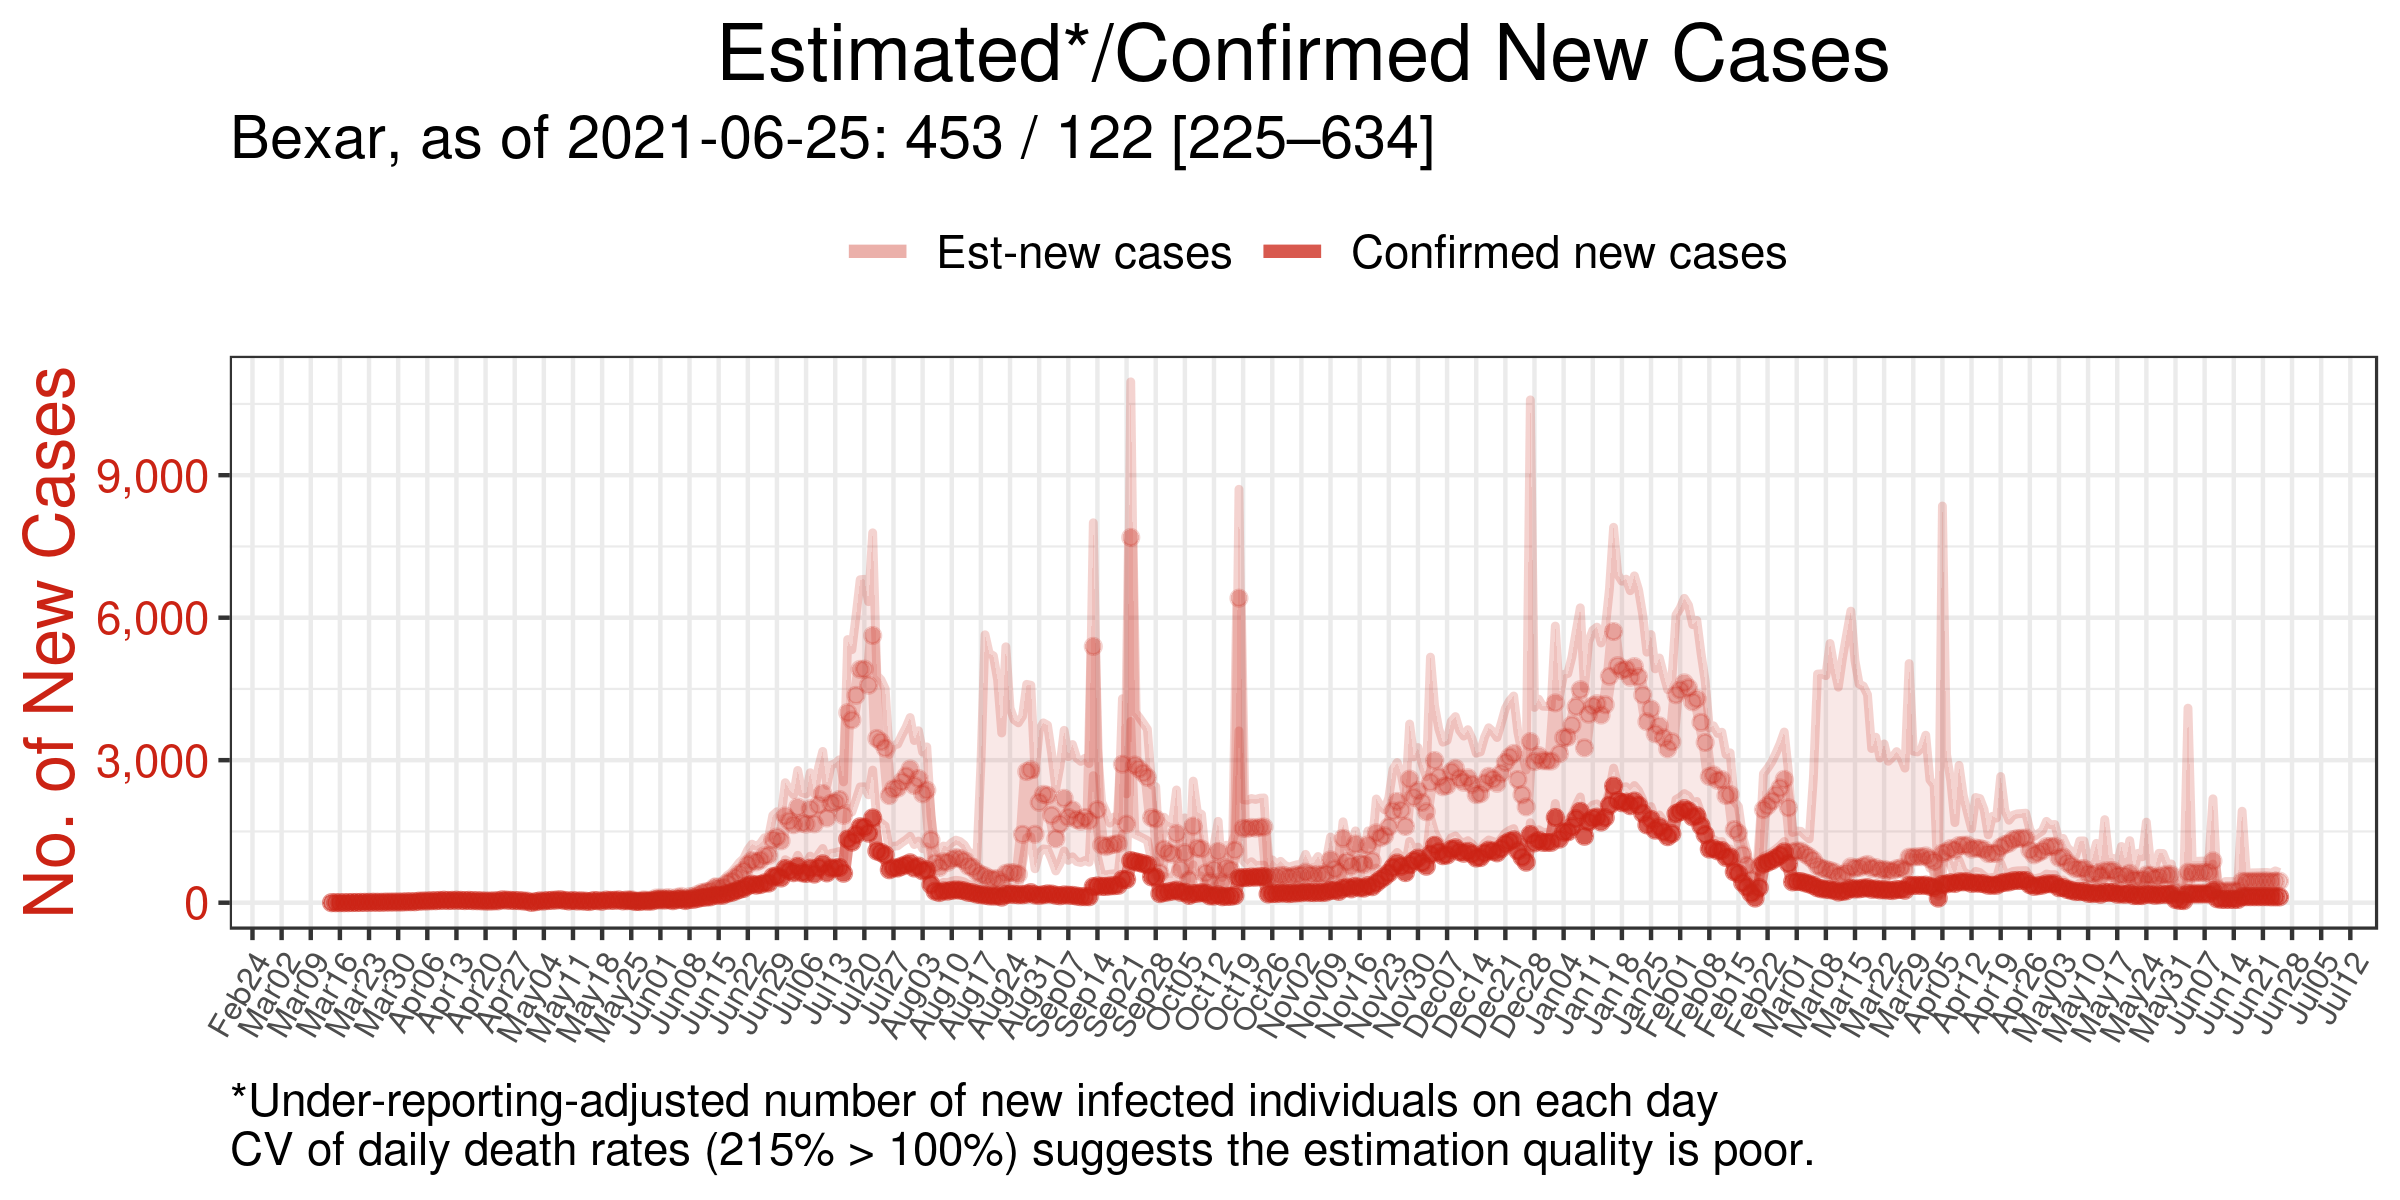 Estimated*/Confirmed New Cases
Bexar, as of 2021-06-25: 453 / 122 [225–634]
Est-new cases Confirmed new cases
No. of New Cases
9,000
6,000
3,000
0
Feb24 Mar02 Mar09 Mar16 Mar23 Mar30 Apr06 Apr13 Apr20 Apr27 May04 May11 May18 May25 Jun01 Jun08 Jun15 Jun22 Jun29 Jul06 Jul13 Jul20 Jul27 Aug03 Aug10 Aug17 Aug24 Aug31 Sep07 Sep14 Sep21 Sep28 Oct05 Oct12 Oct19 Oct26 Nov02 Nov09 Nov16 Nov23 Nov30 Dec07 Dec14 Dec21 Dec28 Jan04 Jan11 Jan18 Jan25 Feb01 Feb08 Feb15 Feb22 Mar01 Mar08 Mar15 Mar22 Mar29 Apr05 Apr12 Apr19 Apr26 May03 May10 May17 May24 May31 Jun07 Jun14 Jun21 Jun28 Jul05 Jul12
*Under-reporting-adjusted number of new infected individuals on each day
CV of daily death rates (215% > 100%) suggests the estimation quality is poor.